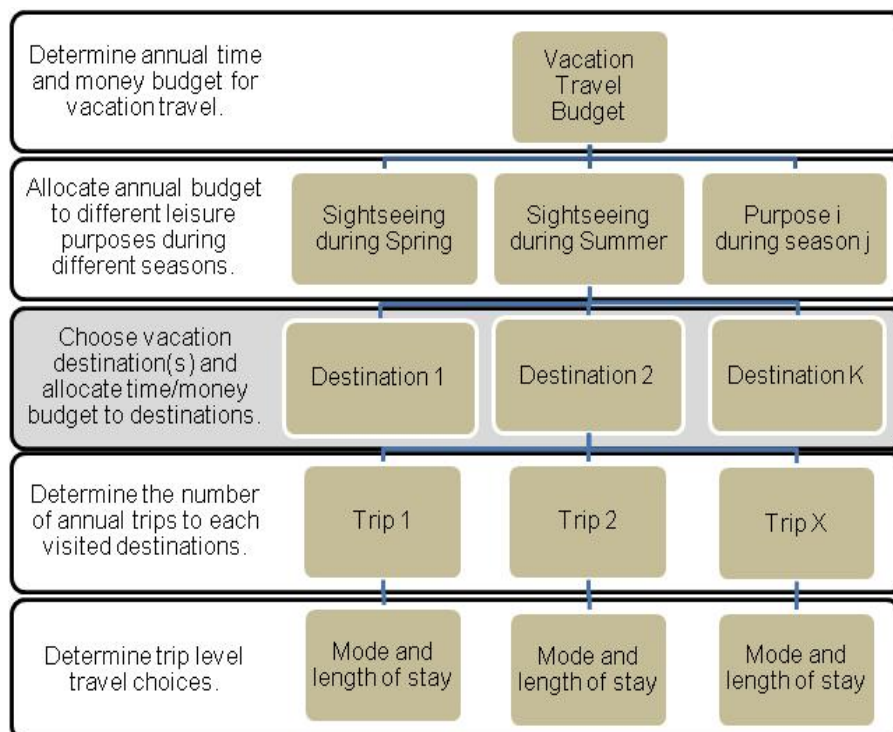 Determine annual time
and money budget for
vacation travel.
Vacation
Travel
Budget
Allocate annual budget
to different leisure
purposes during
different seasons.
Sightseeing
during Spring
Sightseeing
during Summer
Purpose i
during season j
Choose vacation
destination(s) and
allocate time/money
budget to destinations.
Destination 1
Destination 2
Destination K
Determine the number
of annual trips to each
visited destinations.
Trip 1
Trip 2
Trip X
Determine trip level
travel choices.
Mode and
length of stay
Mode and
length of stay
Mode and
length of stay